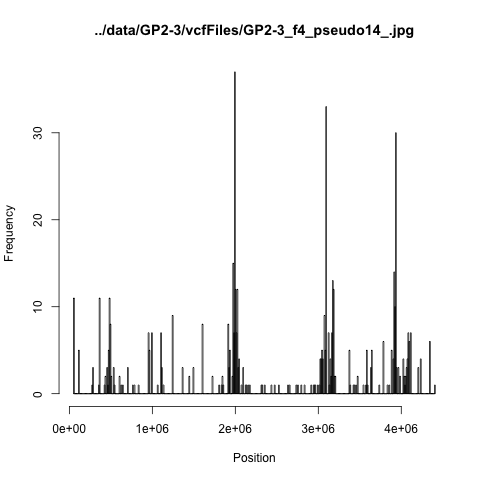 ../data/GP2-3/vcfFiles/GP2-3_f4_pseudo14_.jpg
30
20
10
0
Frequency
0e+00 1e+06 2e+06 3e+06 4e+06
Position